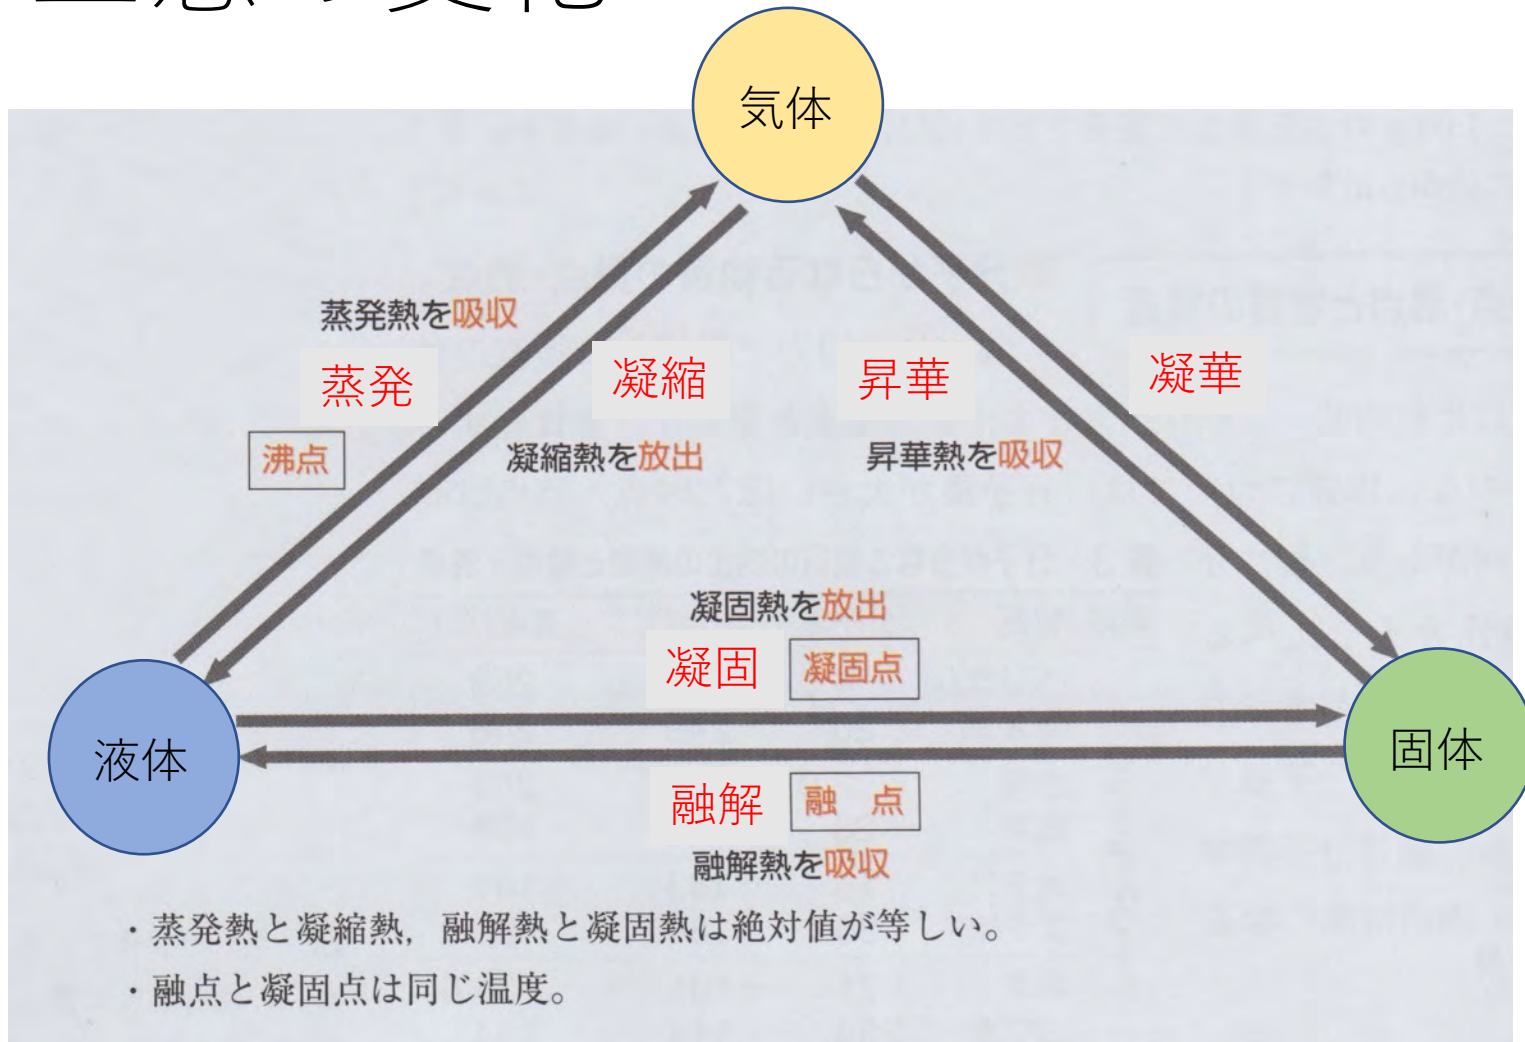 気体
蒸発熱を吸収
蒸発
凝縮
昇華
凝華
沸点
凝縮熱を放出
昇華熱を吸収
凝固熱を放出
凝固
凝固点
液体
固体
融解
融 点
融解熱を吸収
・蒸発熱と凝縮熱，融解熱と凝固熱は絶対値が等しい。
・融点と凝固点は同じ温度。